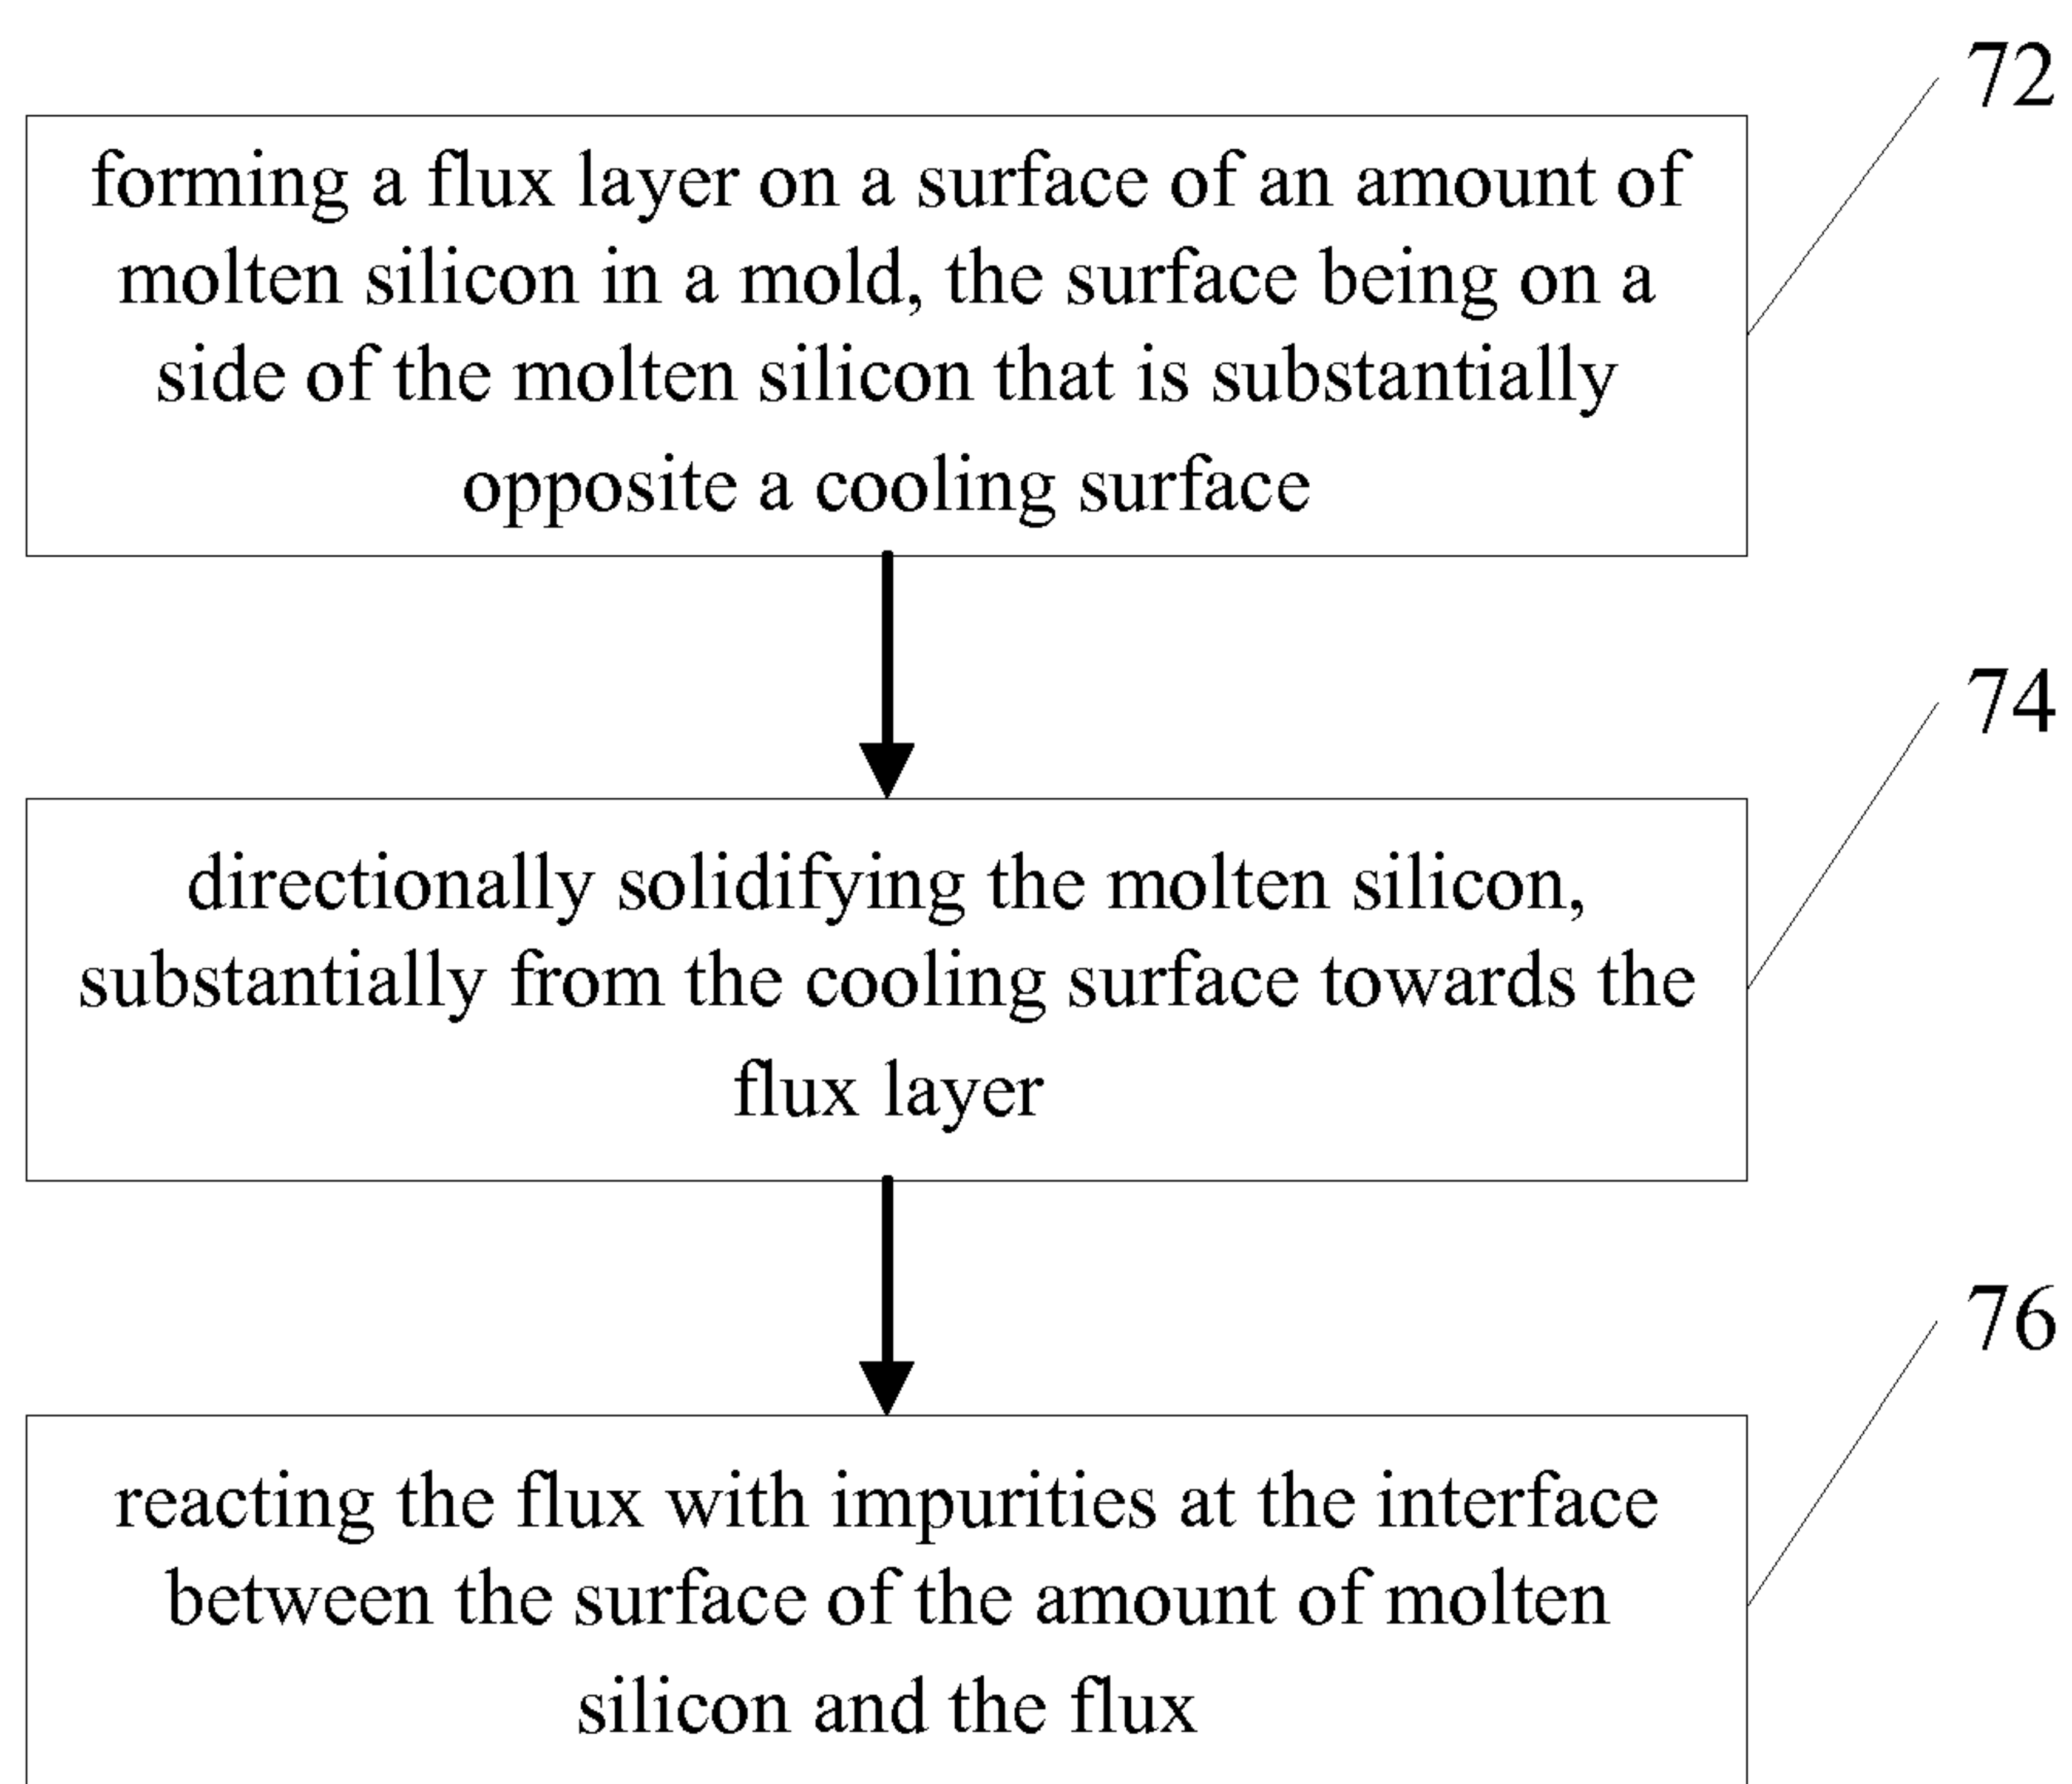 72
forming a flux layer on a surface of an amount of
molten silicon in a mold, the surface being on a
side of the molten silicon that is substantially
opposite a cooling surface
74
directionally solidifying the molten silicon,
substantially from the cooling surface towards the
flux layer
76
reacting the flux with impurities at the interface
between the surface of the amount of molten
silicon and the flux